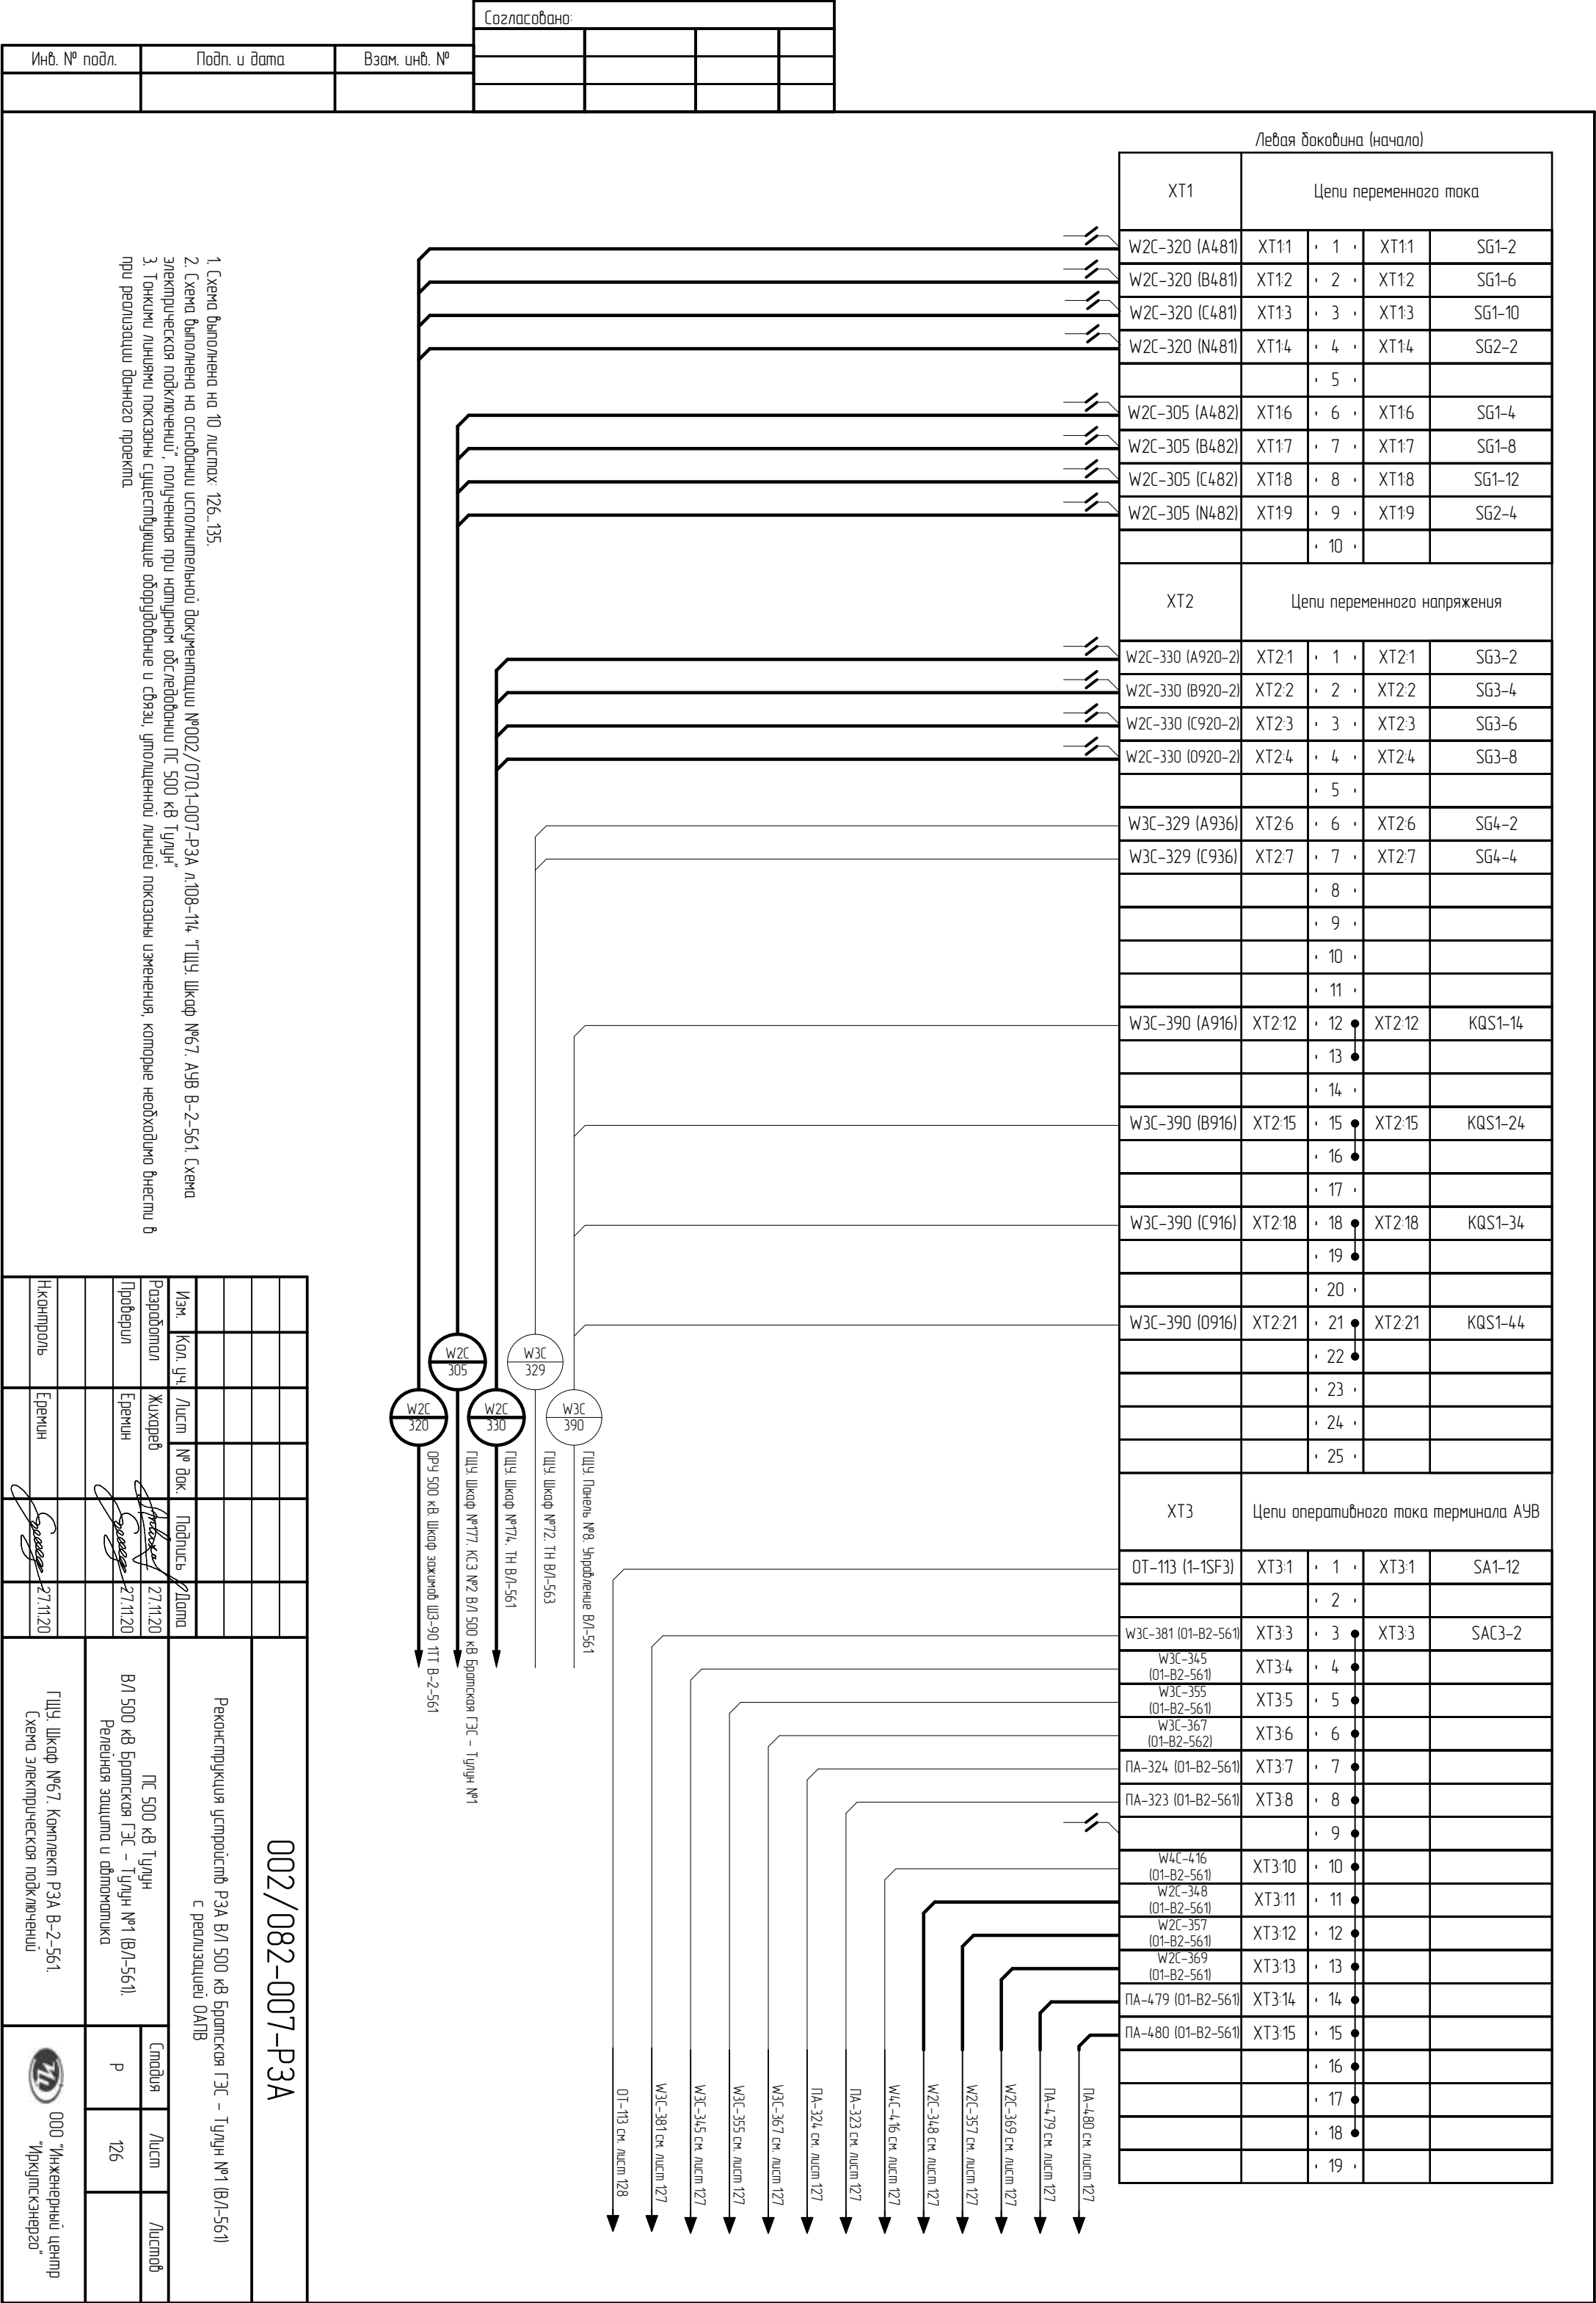 Согласовано:
Инв. № подл.	Подп. и дата	Взам. инв. №
Левая боковина (начало)
XT1	Цепи переменного тока
W2C-320 (A481)	XT1:1	1	XT1:1	SG1-2
W2C-320 (B481)	XT1:2	2	XT1:2	SG1-6
W2C-320 (C481)	XT1:3	3	XT1:3	SG1-10
W2C-320 (N481)	XT1:4	4	XT1:4	SG2-2
5
W2C-305 (A482)	XT1:6	6	XT1:6	SG1-4
W2C-305 (B482)	XT1:7	7	XT1:7	SG1-8
W2C-305 (C482)	XT1:8	8	XT1:8	SG1-12
W2C-305 (N482)	XT1:9	9	XT1:9	SG2-4
10
XT2	Цепи переменного напряжения
W2C-330 (A920-2)	XT2:1	1	XT2:1	SG3-2
W2C-330 (B920-2)	XT2:2	2	XT2:2	SG3-4
W2C-330 (C920-2)	XT2:3	3	XT2:3	SG3-6
W2C-330 (0920-2)	XT2:4	4	XT2:4	SG3-8
5
W3C-329 (A936)	XT2:6	6	XT2:6	SG4-2
W3C-329 (C936)	XT2:7	7	XT2:7	SG4-4
8
9
10
11
W3C-390 (A916)	XT2:12	12	XT2:12	KQS1-14
13
14
W3C-390 (B916)	XT2:15	15	XT2:15	KQS1-24
16
17
W3C-390 (C916)	XT2:18	18	XT2:18	KQS1-34
19
20
W3C-390 (0916)	XT2:21	21	XT2:21	KQS1-44
22
23
24
25
XT3	Цепи оперативного тока терминала АУВ
ОТ-113 (1-1SF3)	XT3:1	1	XT3:1	SA1-12
2
W3C-381 (01-B2-561)	XT3:3	3	XT3:3	SAC3-2
W3C-345
(01-B2-561)	XT3:4	4
W3C-355
(01-B2-561)	XT3:5	5
W3C-367
(01-B2-562)	XT3:6	6
ПА-324 (01-B2-561)	XT3:7	7
ПА-323 (01-B2-561)	XT3:8	8
9
W4C-416
(01-B2-561)	XT3:10	10
W2C-348
(01-B2-561)	XT3:11	11
W2C-357
(01-B2-561)	XT3:12	12
W2C-369
(01-B2-561)	XT3:13	13
ПА-479 (01-B2-561)	XT3:14	14
ПА-480 (01-B2-561)	XT3:15	15
16
17
18
19
W2C
305
W3C
329
W2C
320
W2C
330
W3C
390
ГЩУ. Панель №8. Управление ВЛ-561
ГЩУ. Шкаф №72. ТН ВЛ-563
ГЩУ. Шкаф №174. ТН ВЛ-561
ГЩУ. Шкаф №177. КСЗ №2 ВЛ 500 кВ Братская ГЭС - Тулун №1
ОРУ 500 кВ. Шкаф зажимов ШЗ-90 1ТТ В-2-561
ПА-480 см. лист 127
ПА-479 см. лист 127
W2C-369 см. лист 127
W2C-357 см. лист 127
W2C-348 см. лист 127
W4C-416 см. лист 127
ПА-323 см. лист 127
ПА-324 см. лист 127
W3C-367 см. лист 127
W3C-355 см. лист 127
W3C-345 см. лист 127
W3C-381 см. лист 127
ОТ-113 см. лист 128
1. Схема выполнена на 10 листах: 126...135.
2. Схема выполнена на основании исполнительной документации №002/070.1-007-РЗА л.108-114 "ГЩУ. Шкаф №67. АУВ В-2-561. Схема
электрическая подключений", полученная при натурном обследовании ПС 500 кВ Тулун"
3. Тонкими линиями показаны существующие оборудование и связи, утолщенной линией показаны изменения, которые необходимо внести в
при реализации данного проекта.
002/082-007-РЗА
Реконструкция устройств РЗА ВЛ 500 кВ Братская ГЭС - Тулун №1 (ВЛ-561)
с реализацией ОАПВ
Изм.	Кол. уч.	Лист	№ док.	Подпись	Дата
Разработал	Жихарев	27.11.20
Проверил	Еремин	27.11.20
Н.контроль	Еремин	27.11.20
ПС 500 кВ Тулун
ВЛ 500 кВ Братская ГЭС - Тулун №1 (ВЛ-561).
Релейная защита и автоматика
Стадия	Лист	Листов
Р	126
ГЩУ. Шкаф №67. Комплект РЗА В-2-561.
Схема электрическая подключений
ООО "Инженерный центр
"Иркутскэнерго"